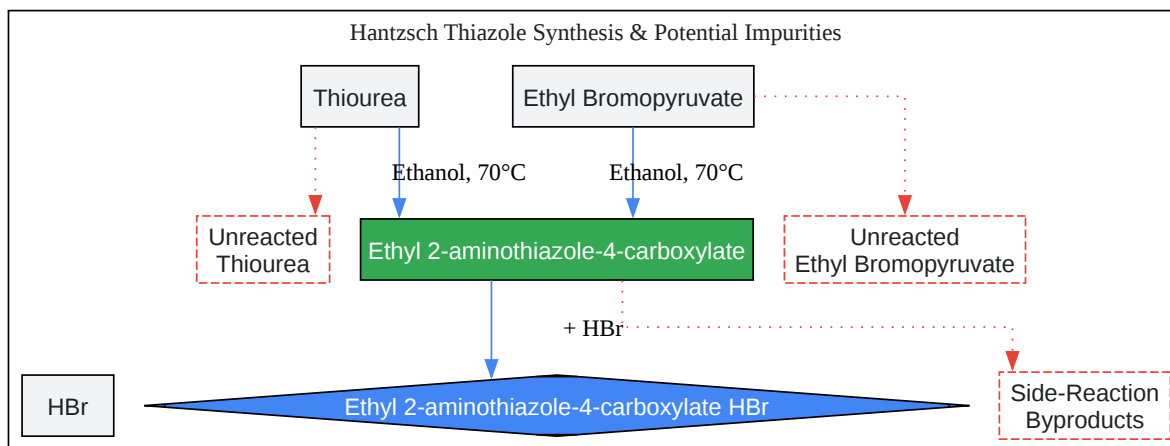 Hantzsch Thiazole Synthesis & Potential Impurities
Thiourea
Ethyl Bromopyruvate
Ethanol, 70°C
Ethanol, 70°C
Unreacted
Thiourea
Ethyl 2-aminothiazole-4-carboxylate
Unreacted
Ethyl Bromopyruvate
+ HBr
HBr
Ethyl 2-aminothiazole-4-carboxylate HBr
Side-Reaction
Byproducts